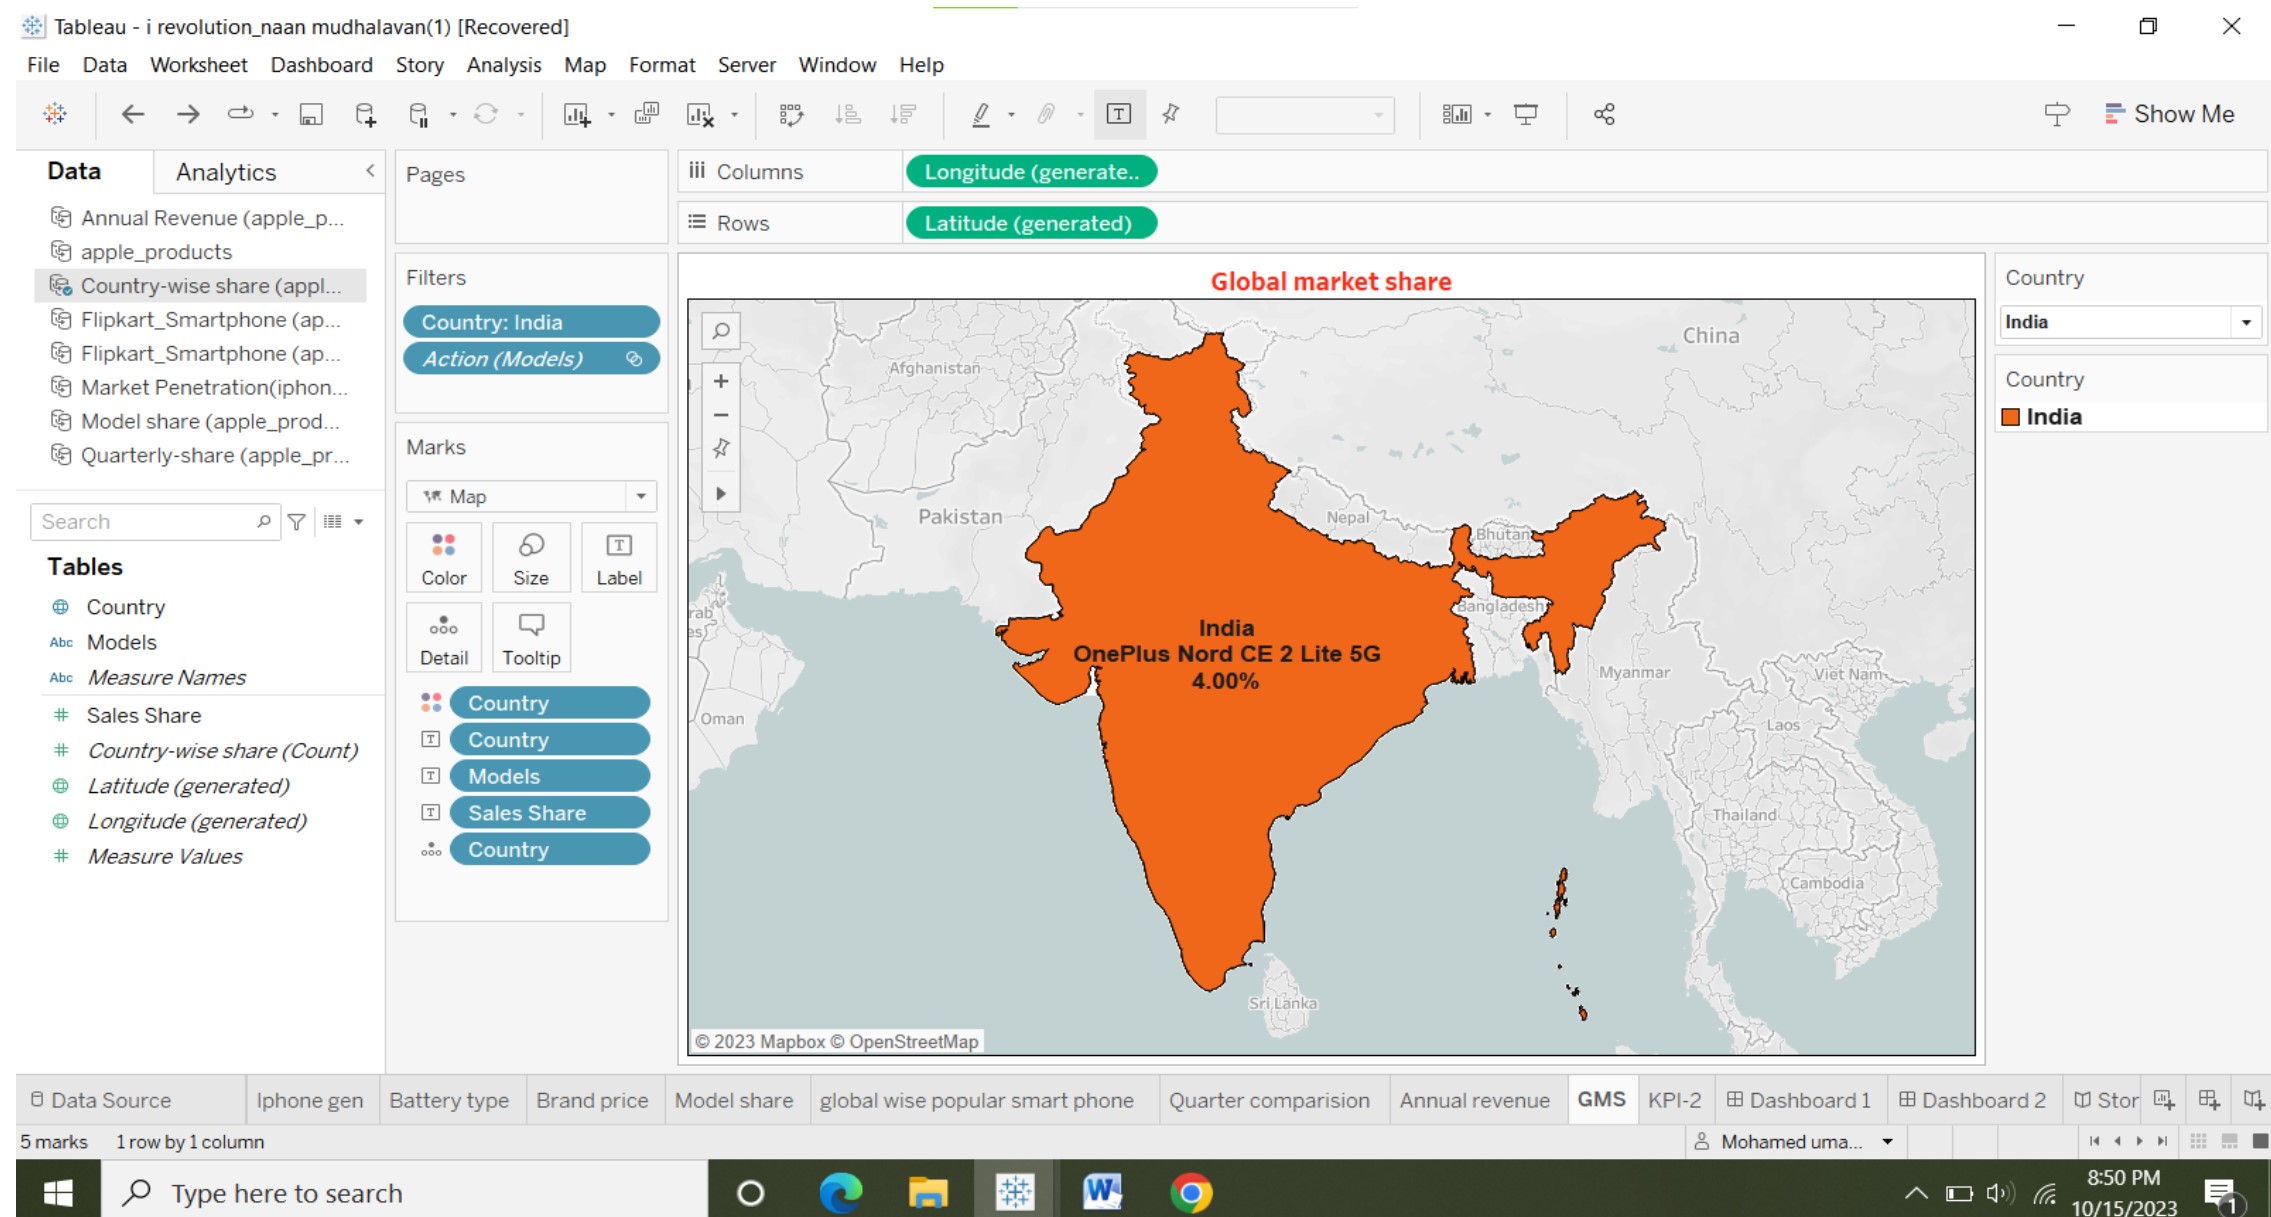 Tableau - i revolution_naan mudhalavan(1) [Recovered]
File Data Worksheet Dashboard Story Analysis Map Format Server Window Help
Show Me
Data Analytics
Annual Revenue (apple_p...
apple_products
Country-wise share (appl...
Flipkart_Smartphone (ap...
Flipkart_Smartphone (ap...
Market Penetration(iphon...
Model share (apple_prod...
Quarterly-share (apple_pr...
Search
Tables
Country
Abc Models
Abc Measure Names
# Sales Share
# Country-wise share (Count)
Latitude (generated)
Longitude (generated)
# Measure Values
Pages
Filters
Country: India
Action (Models)
Marks
Map
Color Size Label
Detail Tooltip
Country
Country
Models
Sales Share
Country
Columns Longitude (generate..
Rows Latitude (generated)
Global market share
China
Afghanistan
Pakistan
Nepal
Bhutan
Bangladesh
India
OnePlus Nord CE 2 Lite 5G
4.00%
Myanmar
Viet Nam
Oman
Laos
Thailand
Cambodia
Sri Lanka
© 2023 Mapbox © OpenStreetMap
Country
India
Country
India
Data Source Iphone gen Battery type Brand price Model share global wise popular smart phone Quarter comparision Annual revenue GMS KPI-2 Dashboard 1 Dashboard 2 Stor
5 marks 1 row by 1 column Mohamed uma...
Type here to search
8:50 PM
10/15/2023
1